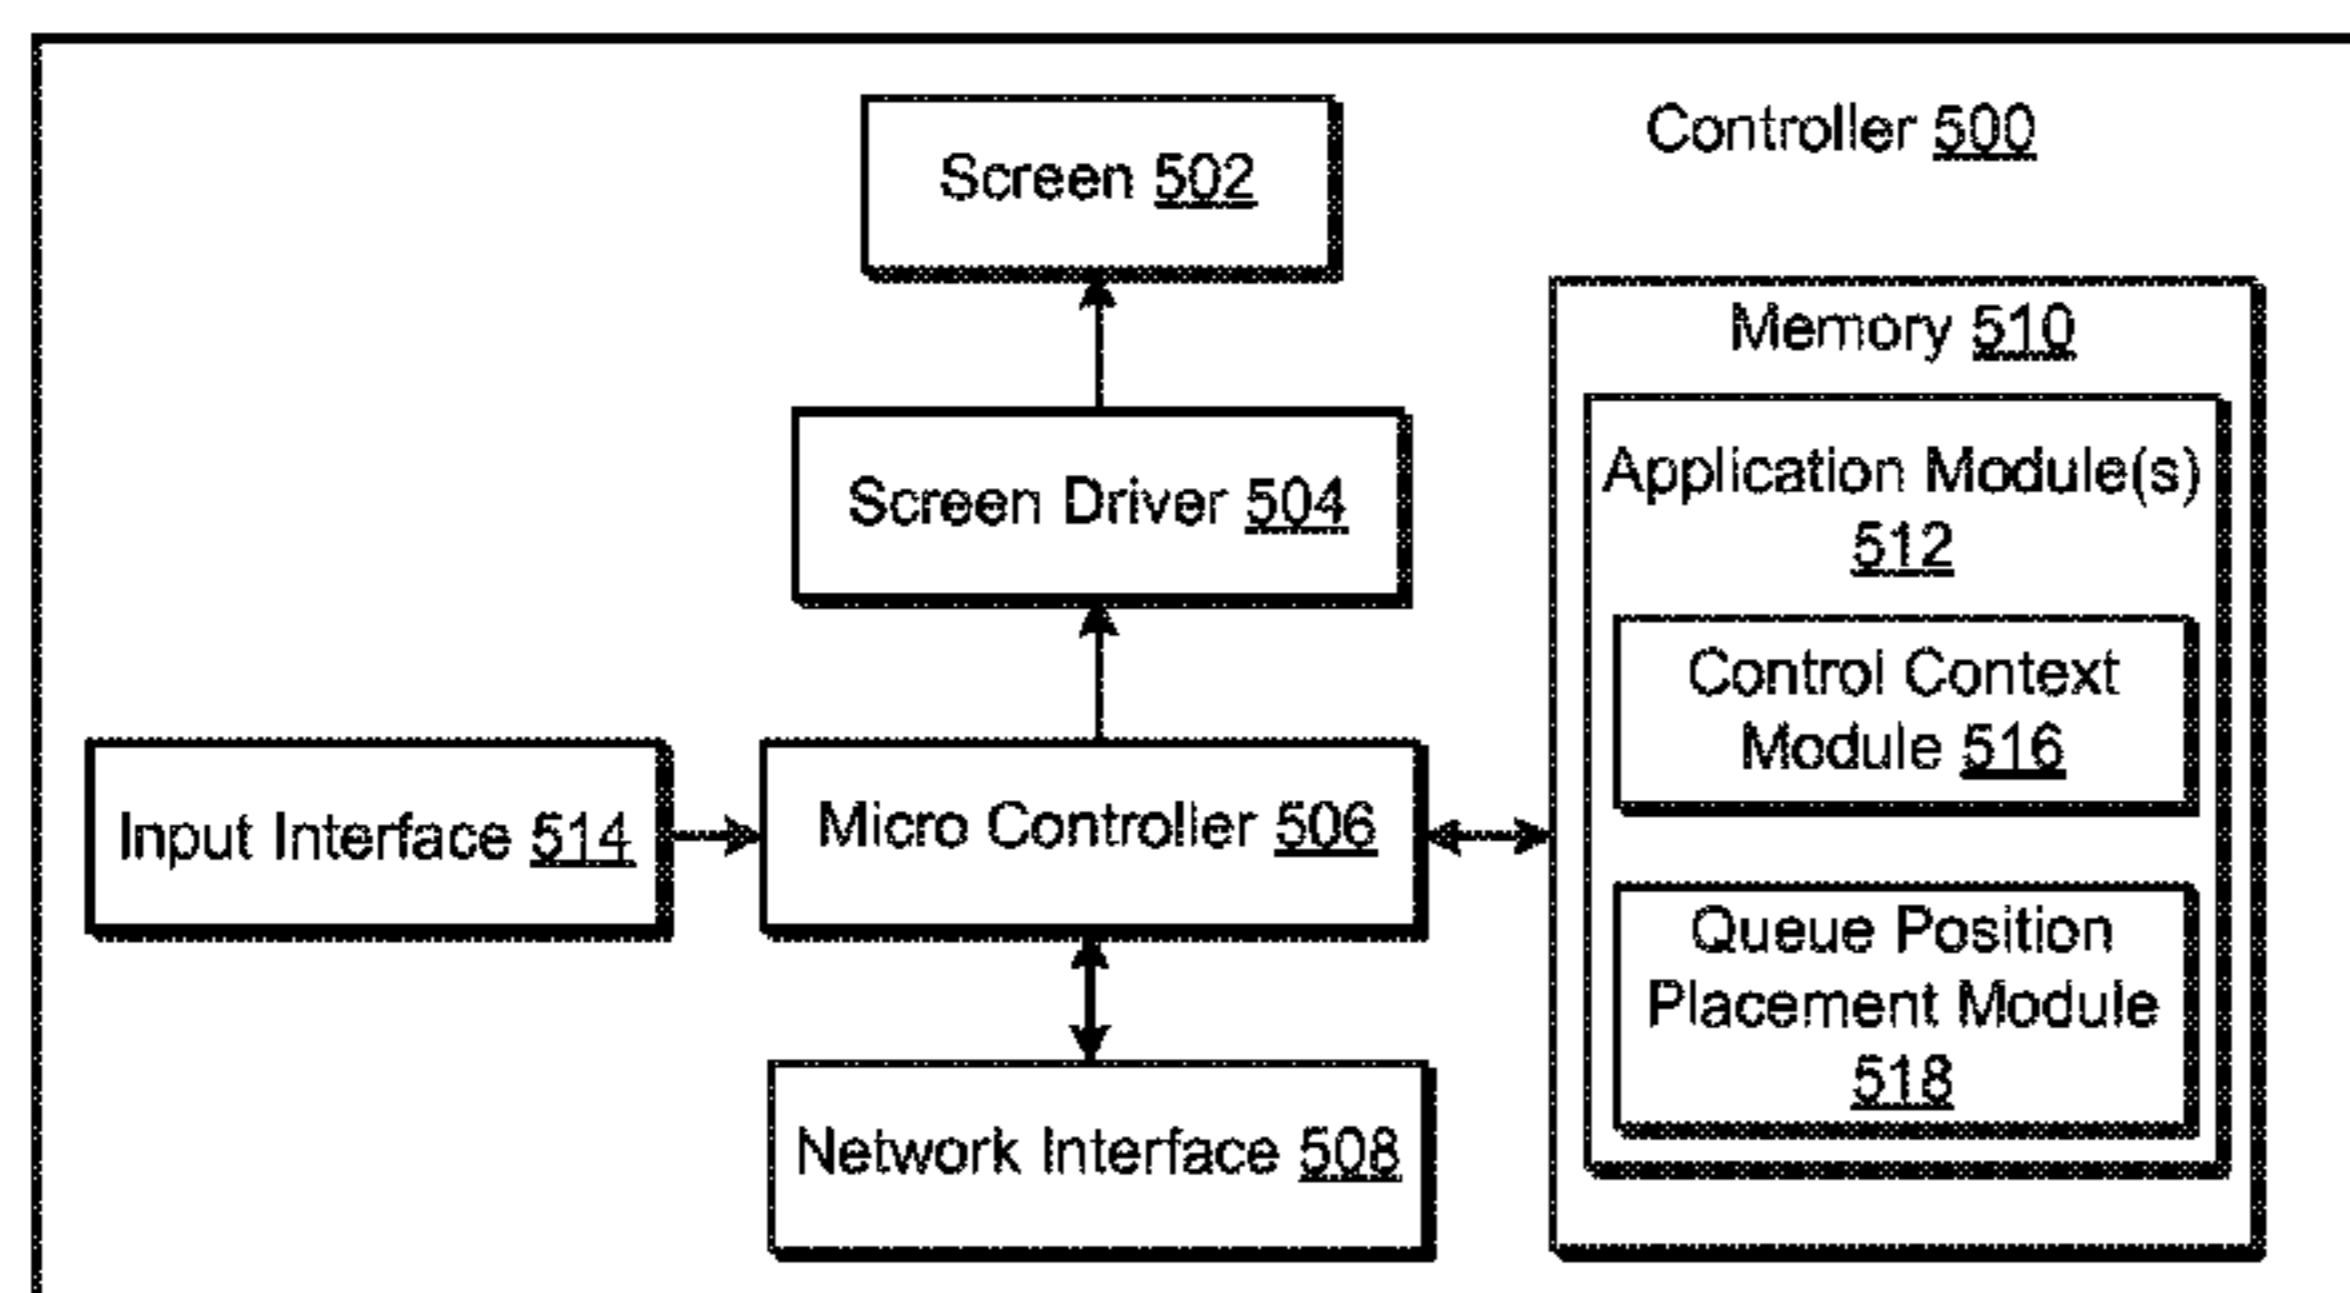 Controller 500
Screen 502
Memory 510
Application Module(s)
512
Screen Driver 504
Control Context
Module 516
Input Interface 514
Micro Controller 506
Queue Position
Placement Module
518
Network Interface 508